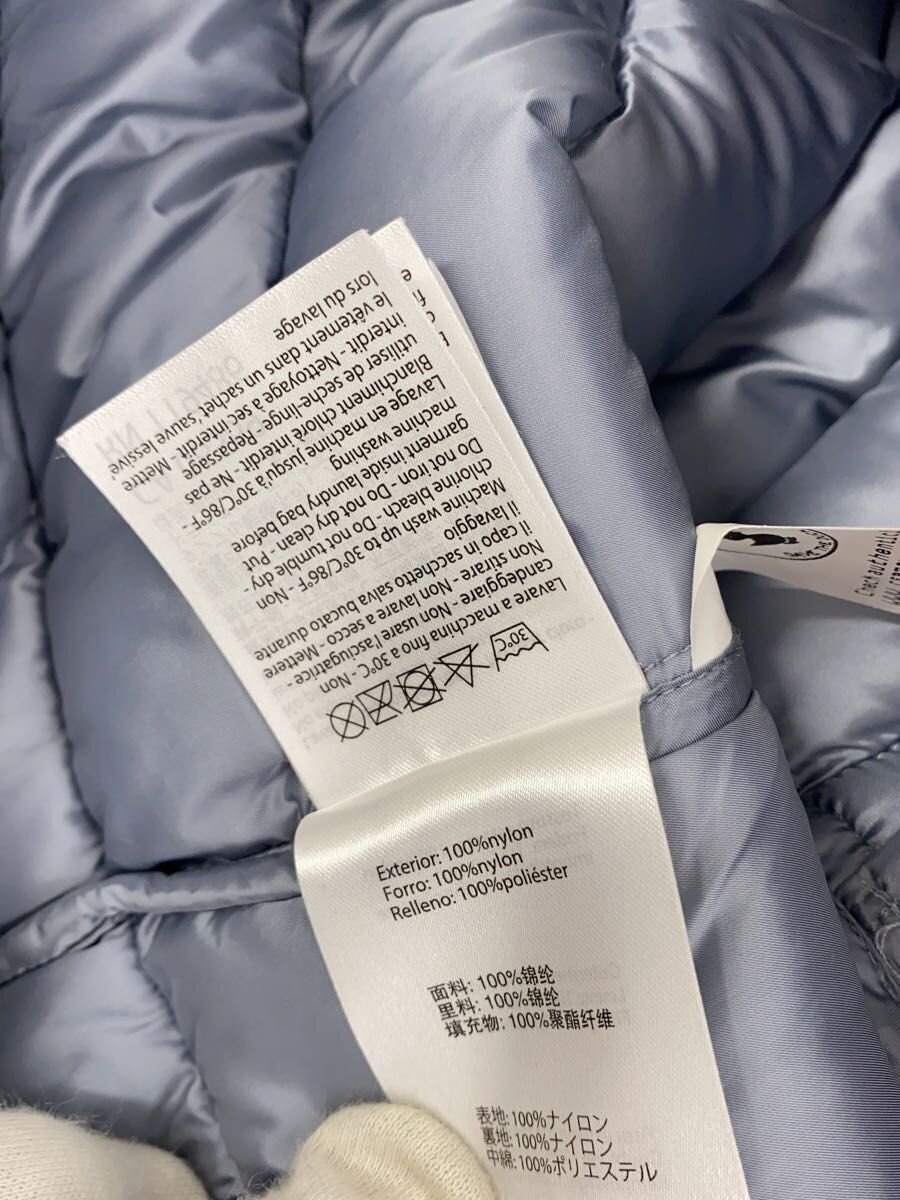 30°C
Lavare a macchina fino a 30°C - Non
candeggiare - Non usare l'asciugatrice -
Non stirare - Non lavare a secco - Mettere
il capo in sacchetto salva bucato durante
il lavaggio
Machine wash up to 30°C/86°F - Non
chlorine bleach - Do not tumble dry -
Do not iron - Do not dry clean - Put
garment inside laundry bag before
machine washing
Lavage en machine jusqu'à 30°C/86°F -
Blanchiment chloré interdit - Ne pas
utiliser de seche-linge - Repassage
interdit - Nettoyage à sec interdit - Mettre
le vêtement dans un sachet 'sauve lessive'
lors du lavage
Exterior: 100%nylon
Forro: 100%nylon
Relleno: 100%poliéster
面料: 100%锦纶
里料: 100%锦纶
填充物: 100%聚酯纤维
表地: 100%ナイロン
裏地: 100%ナイロン
中綿: 100%ポリエステル
SAVE THE